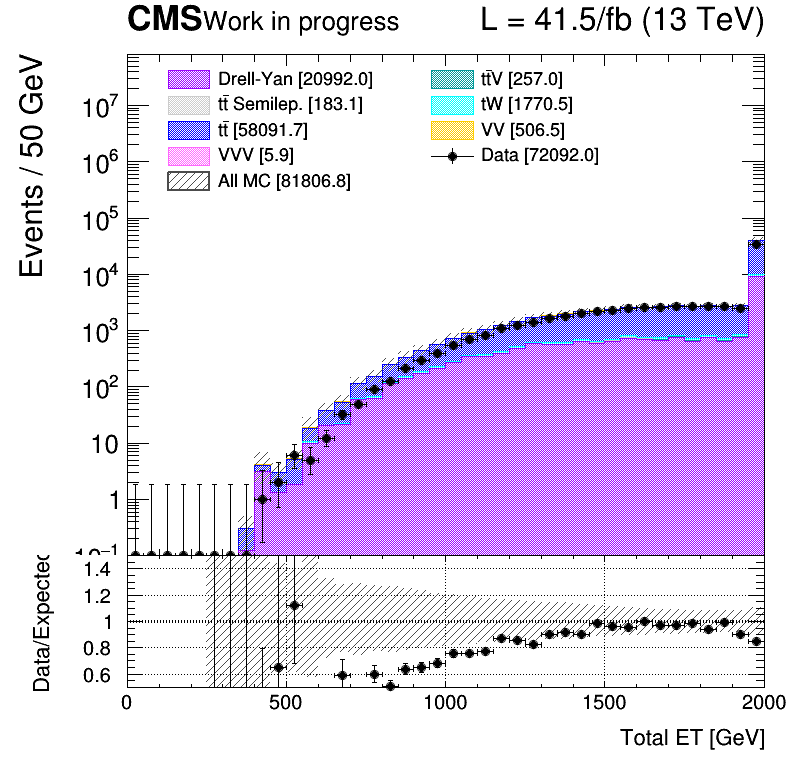 CMS Work in progress L = 41.5/fb (13 TeV)
Events / 50 GeV
Drell-Yan [20992.0]
tt̄ Semilep. [183.1]
tt̄ [58091.7]
VVV [5.9]
All MC [81806.8]
tt̄V [257.0]
tW [1770.5]
VV [506.5]
Data [72092.0]
10⁷
10⁶
10⁵
10⁴
10³
10²
10
1
10⁻¹
Data/Expected
1.4
1.2
1
0.8
0.6
0 500 1000 1500 2000
Total ET [GeV]